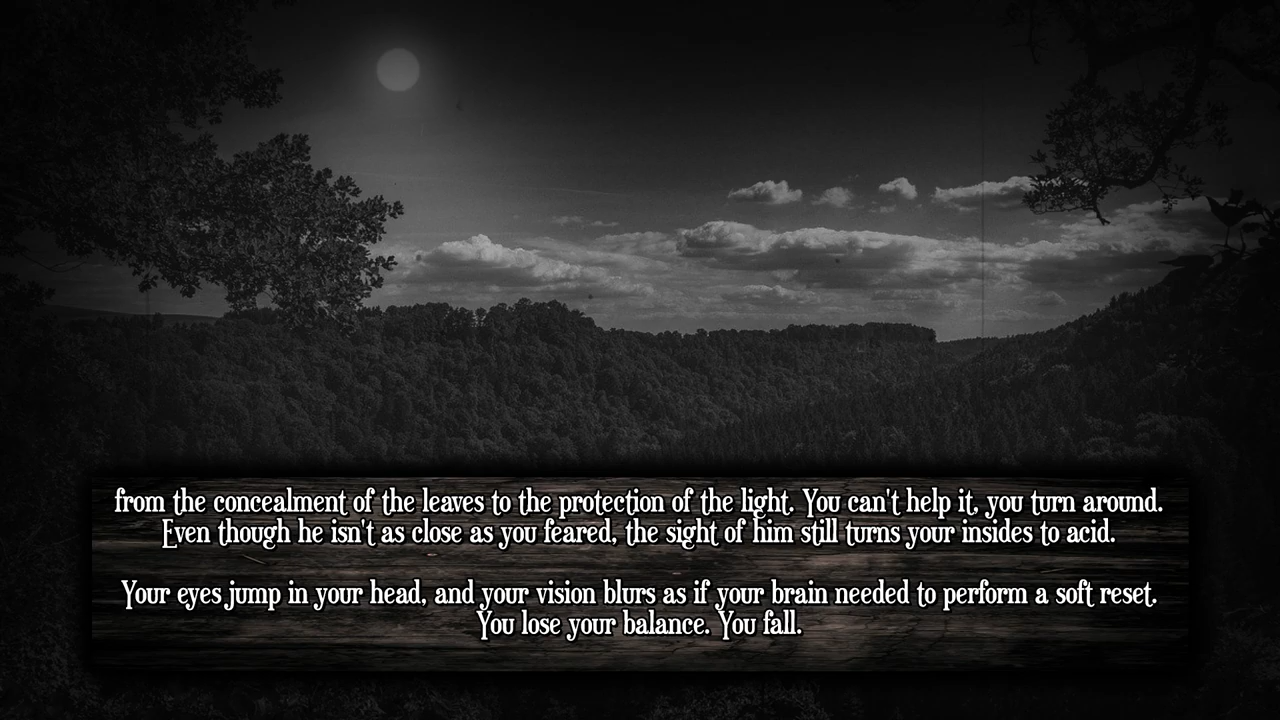 from the concealment of the leaves to the protection of the light. You can't help it, you turn around.
Even though he isn't as close as you feared, the sight of him still turns your insides to acid.
Your eyes jump in your head, and your vision blurs as if your brain needed to perform a soft reset.
You lose your balance. You fall.